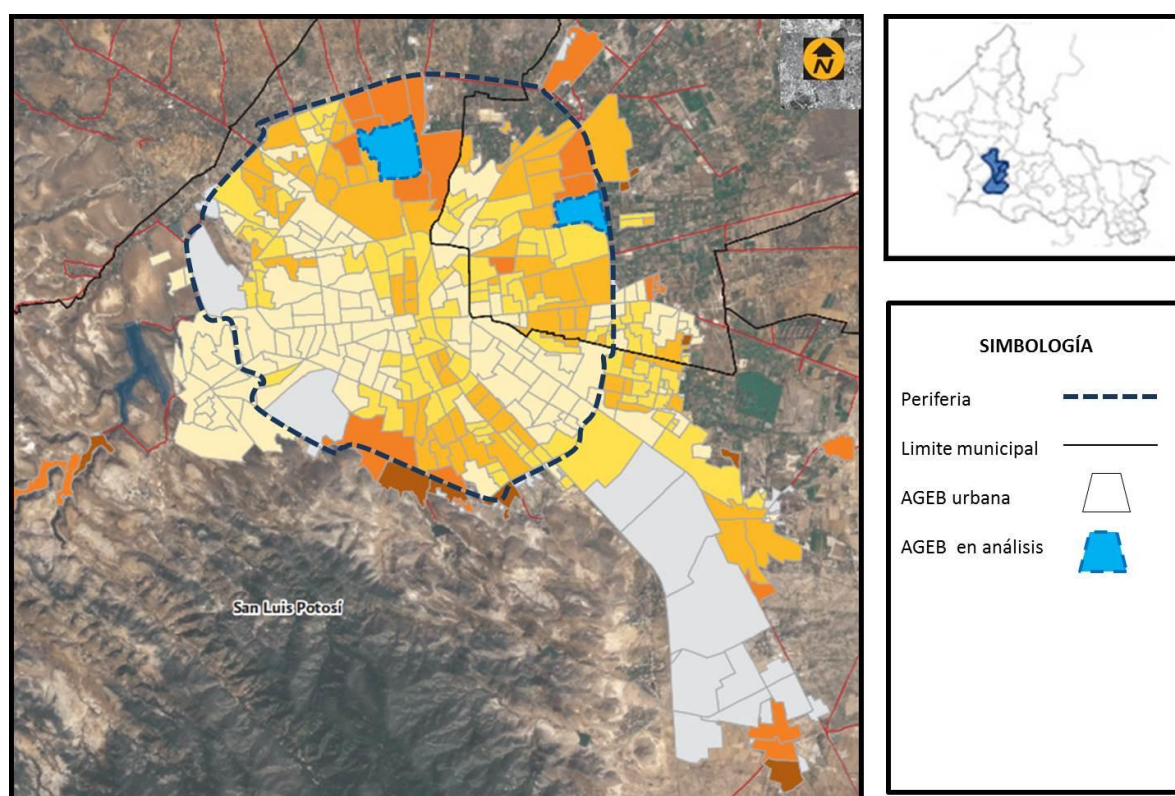 N
San Luis Potosí
SIMBOLOGÍA
Periferia
Limite municipal
AGEB urbana
AGEB en análisis